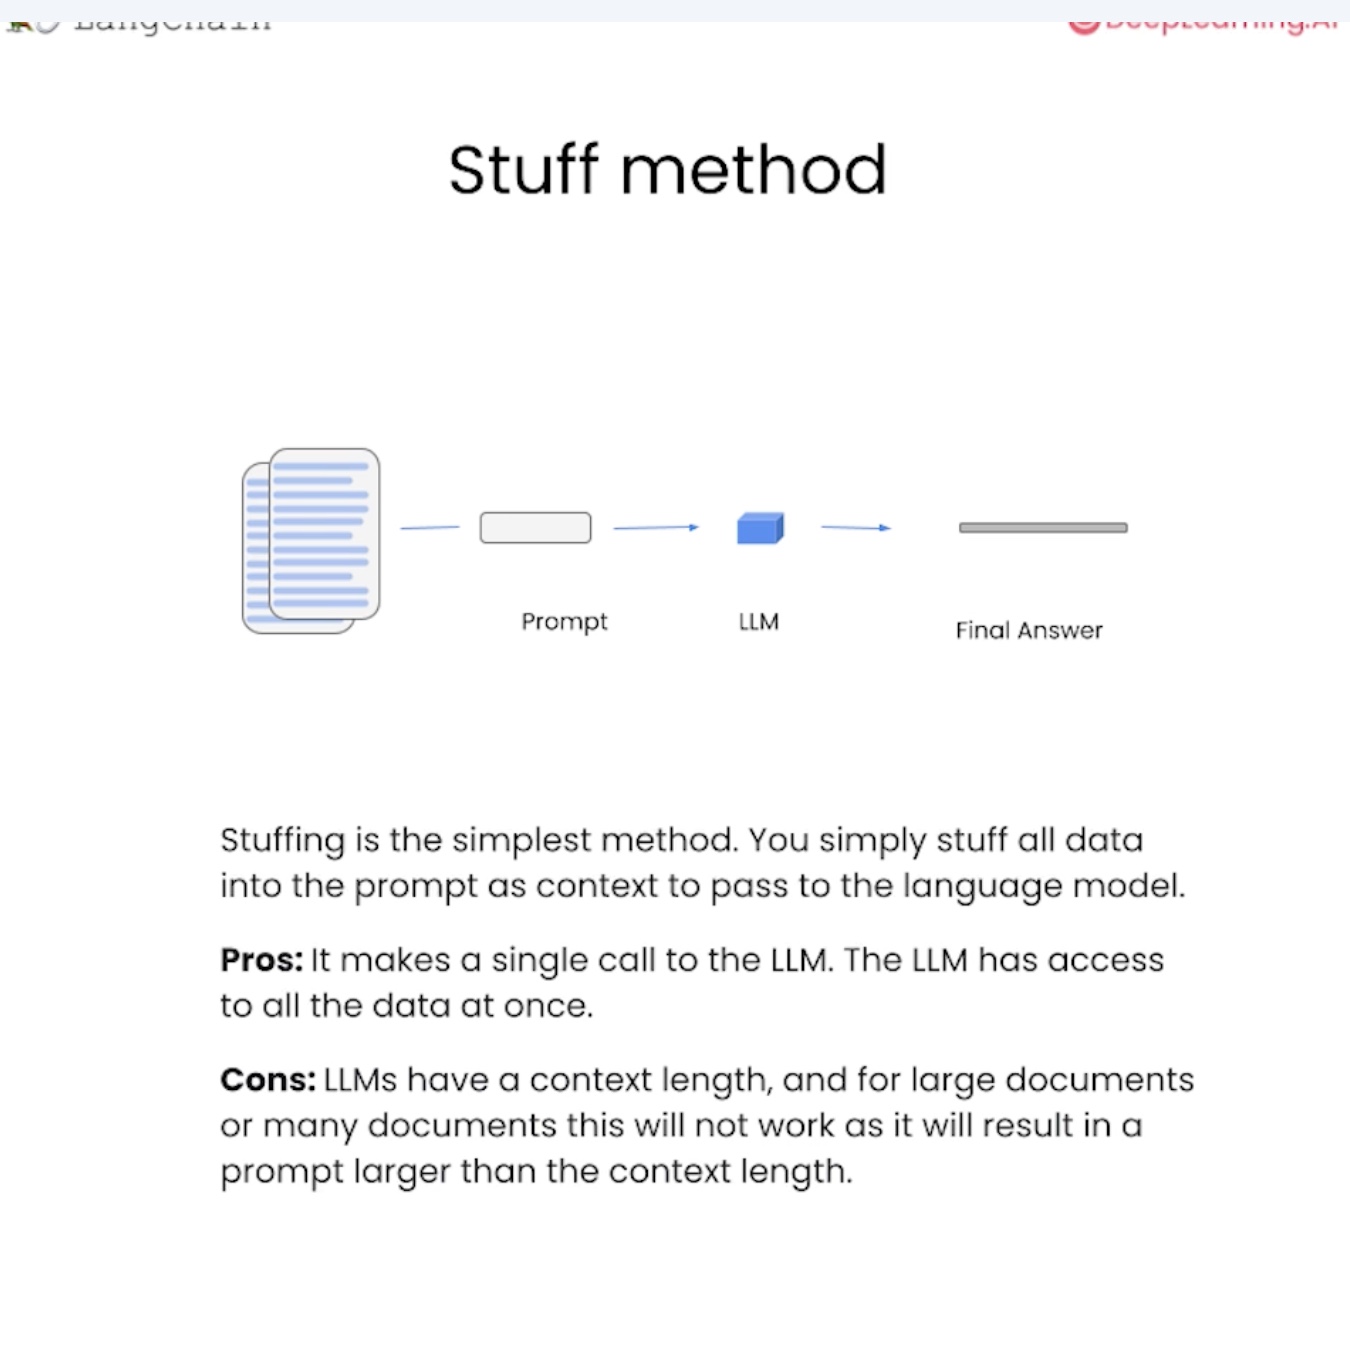 LangChain
DeepLearning.AI
Stuff method
Prompt
LLM
Final Answer
Stuffing is the simplest method. You simply stuff all data
into the prompt as context to pass to the language model.
Pros: It makes a single call to the LLM. The LLM has access
to all the data at once.
Cons: LLMs have a context length, and for large documents
or many documents this will not work as it will result in a
prompt larger than the context length.